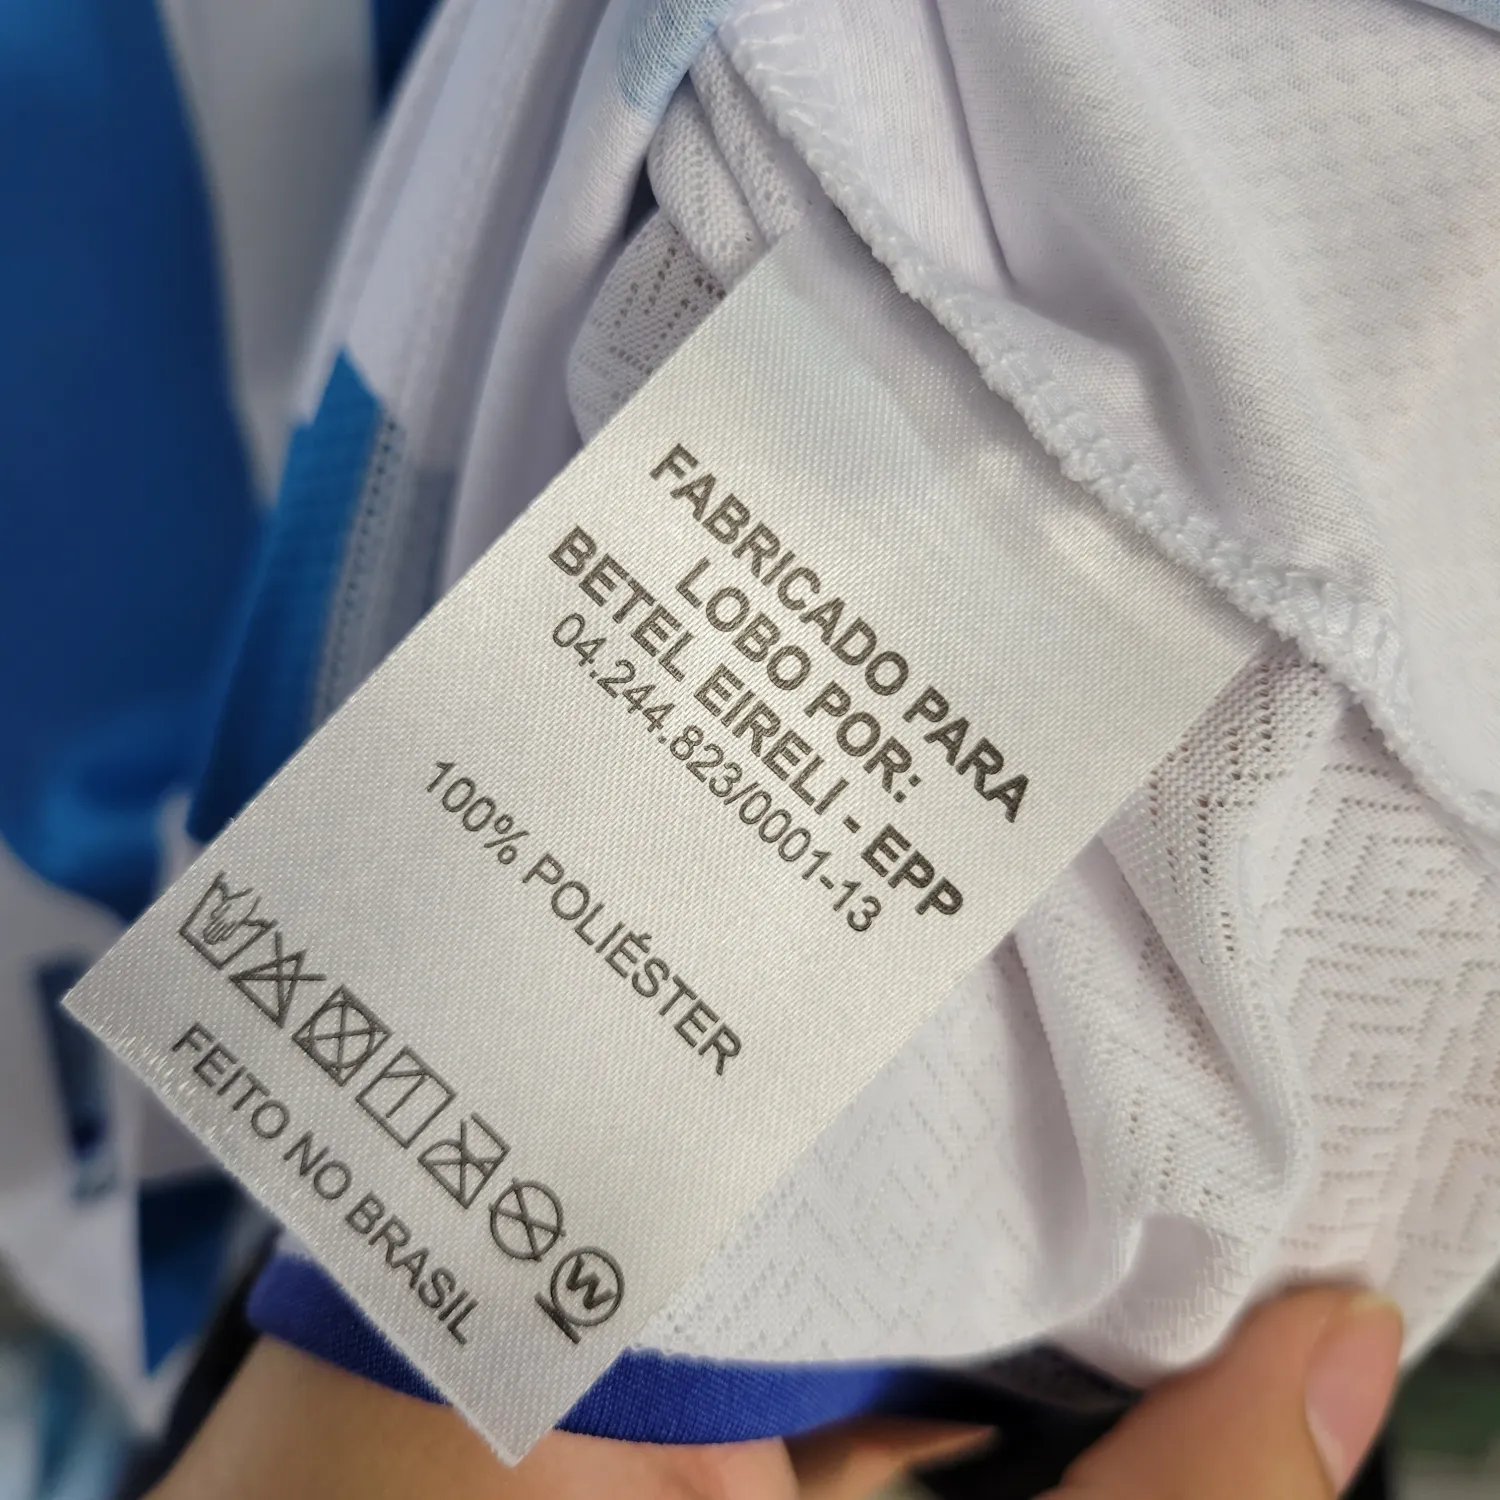 FABRICADO PARA
LOBO POR:
BETEL EIRELI - EPP
04.244.823/0001-13
100% POLIÉSTER
W
FEITO NO BRASIL